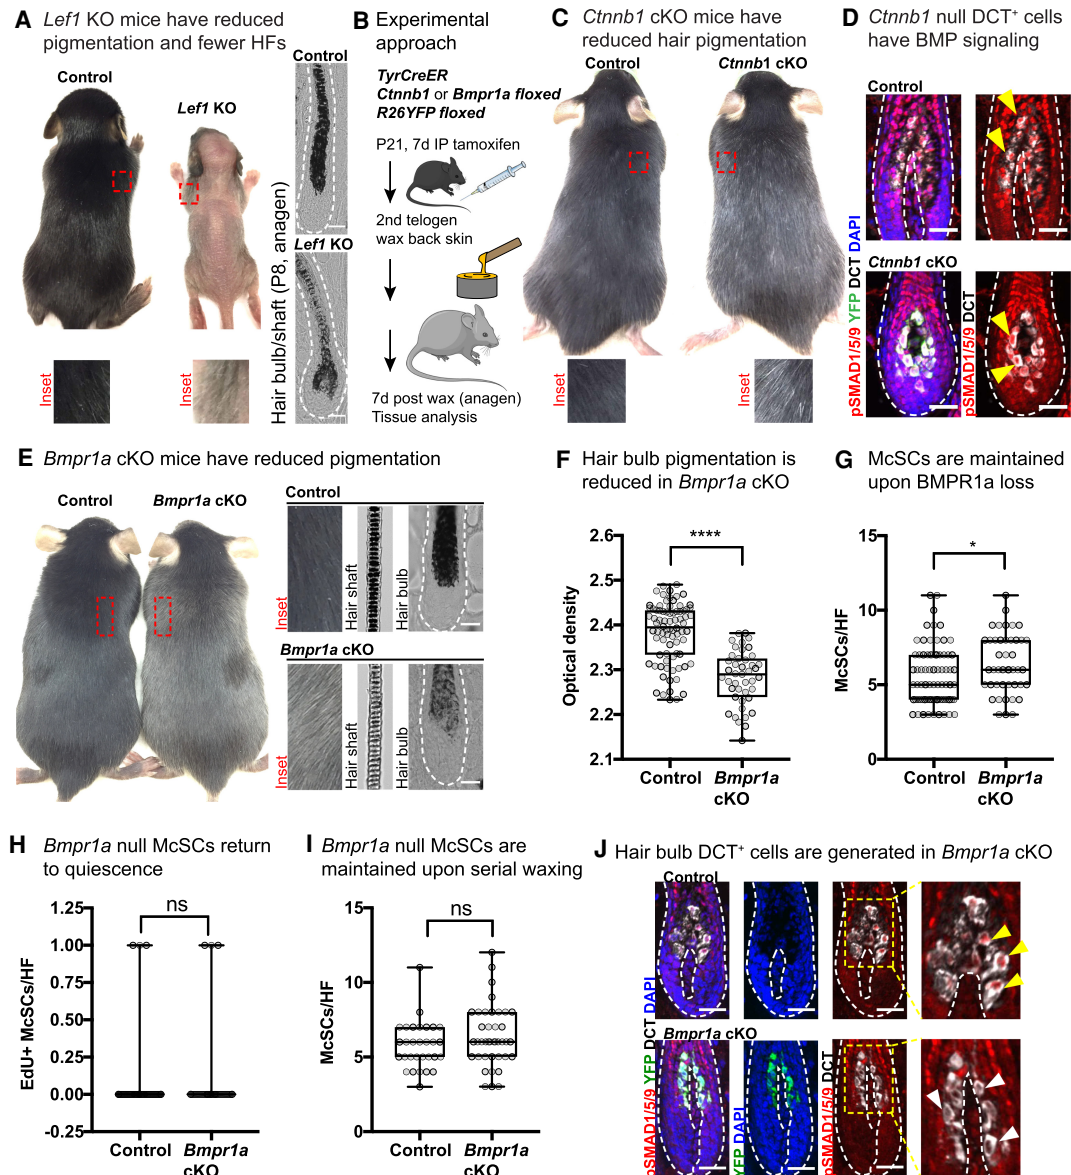 A Lef1 KO mice have reduced
pigmentation and fewer HFs
Control
Lef1 KO
Inset
Inset
Hair bulb/shaft (P8, anagen)
Control
Lef1 KO
B Experimental
approach
TyrCreER
Ctnnb1 or Bmpr1a floxed
R26YFP floxed
P21, 7d IP tamoxifen
2nd telogen
wax back skin
7d post wax (anagen)
Tissue analysis
C Ctnnb1 cKO mice have
reduced hair pigmentation
Control
Ctnnb1 cKO
Inset
Inset
D Ctnnb1 null DCT+ cells
have BMP signaling
Control
Ctnnb1 cKO
pSMAD1/5/9 YFP DCT DAPI
pSMAD1/5/9 DCT
E Bmpr1a cKO mice have reduced pigmentation
Control
Bmpr1a cKO
Control
Inset
Hair shaft
Hair bulb
Bmpr1a cKO
Inset
Hair shaft
Hair bulb
F Hair bulb pigmentation is
reduced in Bmpr1a cKO
Optical density
2.6
2.5
2.4
2.3
2.2
2.1
****
Control
Bmpr1a
cKO
G McSCs are maintained
upon BMPR1a loss
McSCs/HF
15
10
5
0
*
Control
Bmpr1a
cKO
H Bmpr1a null McSCs return
to quiescence
EdU+ McSCs/HF
1.25
1.00
0.75
0.50
0.25
0.00
-0.25
ns
Control
Bmpr1a
cKO
I Bmpr1a null McSCs are
maintained upon serial waxing
McSCs/HF
15
10
5
0
ns
Control
Bmpr1a
cKO
J Hair bulb DCT+ cells are generated in Bmpr1a cKO
Control
Bmpr1a cKO
pSMAD1/5/9 YFP DCT DAPI
YFP DAPI
pSMAD1/5/9 DCT